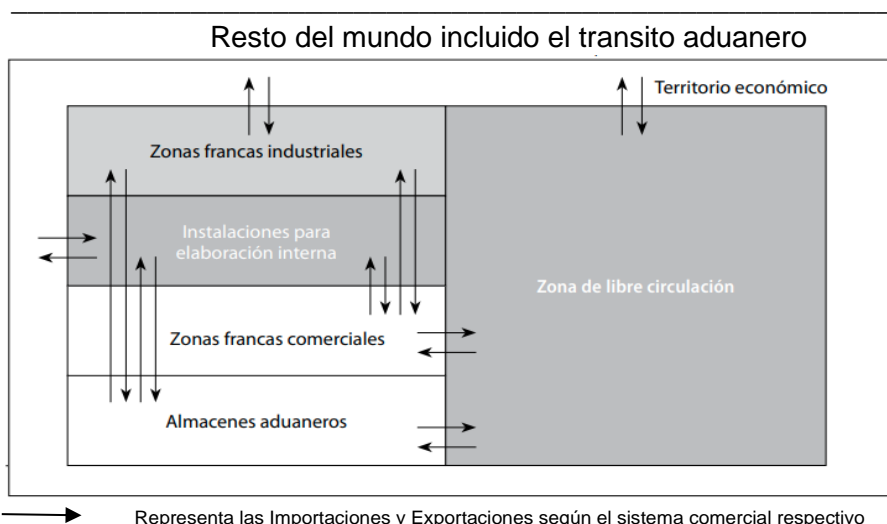 Resto del mundo incluido el transito aduanero
Territorio económico
Zonas francas industriales
Instalaciones para
elaboración interna
Zona de libre circulación
Zonas francas comerciales
Almacenes aduaneros
Representa las Importaciones y Exportaciones según el sistema comercial respectivo